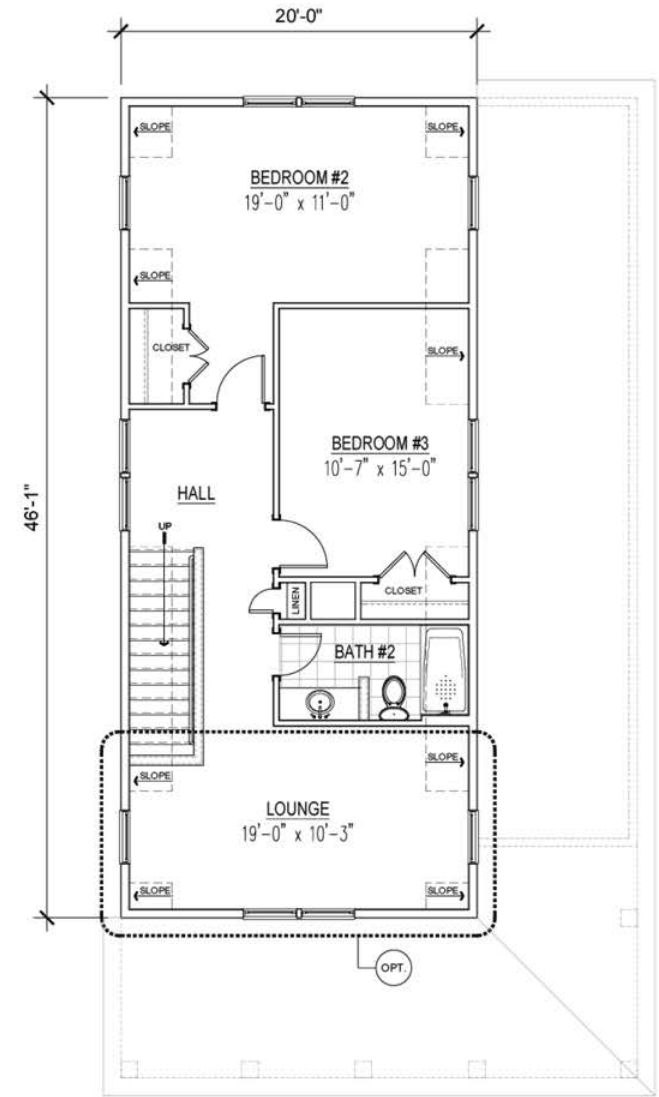 20'-0"
46'-1"
SLOPE
SLOPE
BEDROOM #2
19'-0" x 11'-0"
SLOPE
CLOSET
SLOPE
BEDROOM #3
10'-7" x 15'-0"
HALL
UP
CLOSET
LINEN
BATH #2
SLOPE
SLOPE
LOUNGE
19'-0" x 10'-3"
SLOPE
SLOPE
OPT.